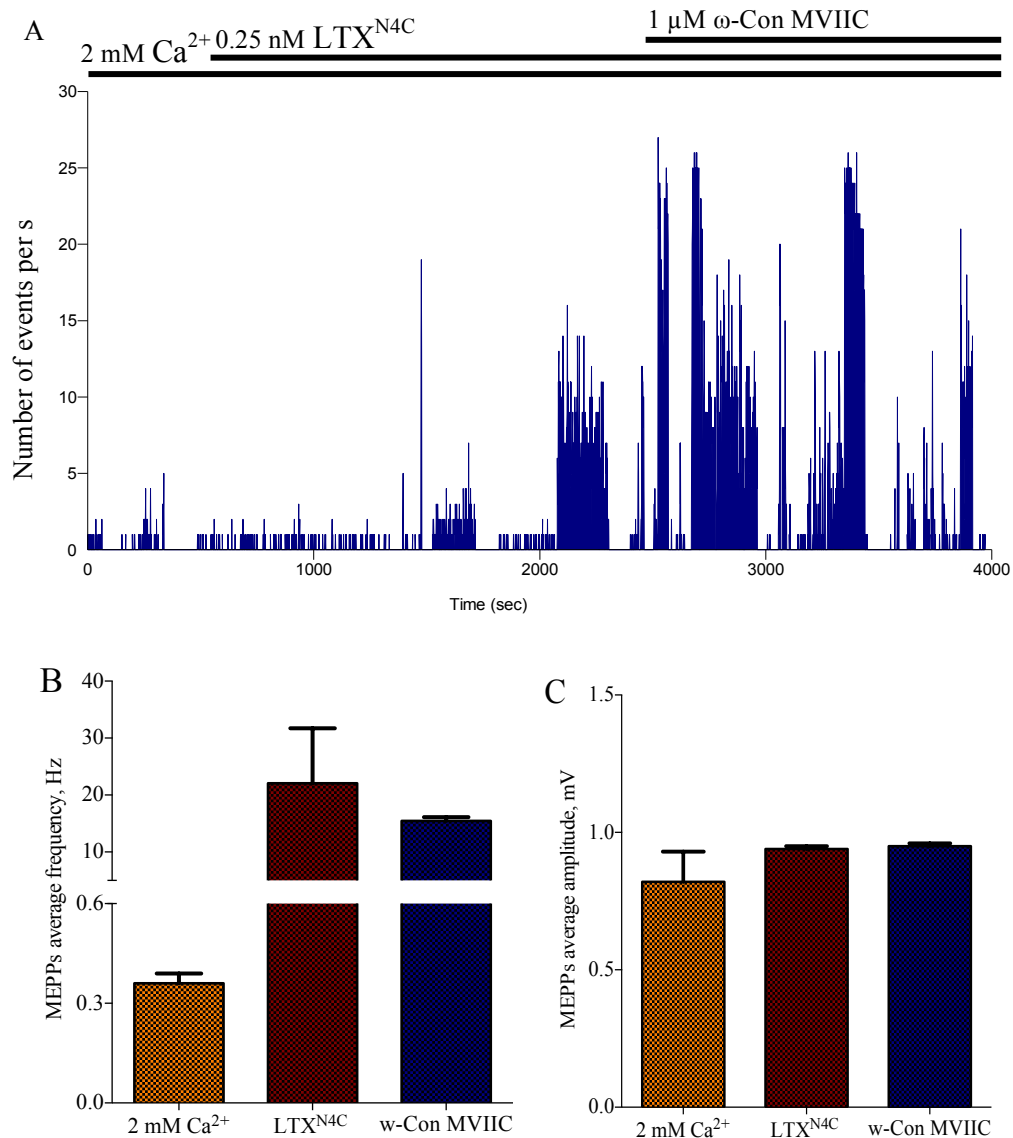 A
1 µM ω-Con MVIIC
2 mM Ca²⁺ 0.25 nM LTXᴺ⁴ᶜ
30
25
20
15
10
5
0
Number of events per s
0 1000 2000 3000 4000
Time (sec)
B
40
30
20
10
0.6
0.3
0.0
MEPPs average frequency, Hz
2 mM Ca²⁺ LTXᴺ⁴ᶜ w-Con MVIIC
C
1.5
1.0
0.5
0.0
MEPPs average amplitude, mV
2 mM Ca²⁺ LTXᴺ⁴ᶜ w-Con MVIIC